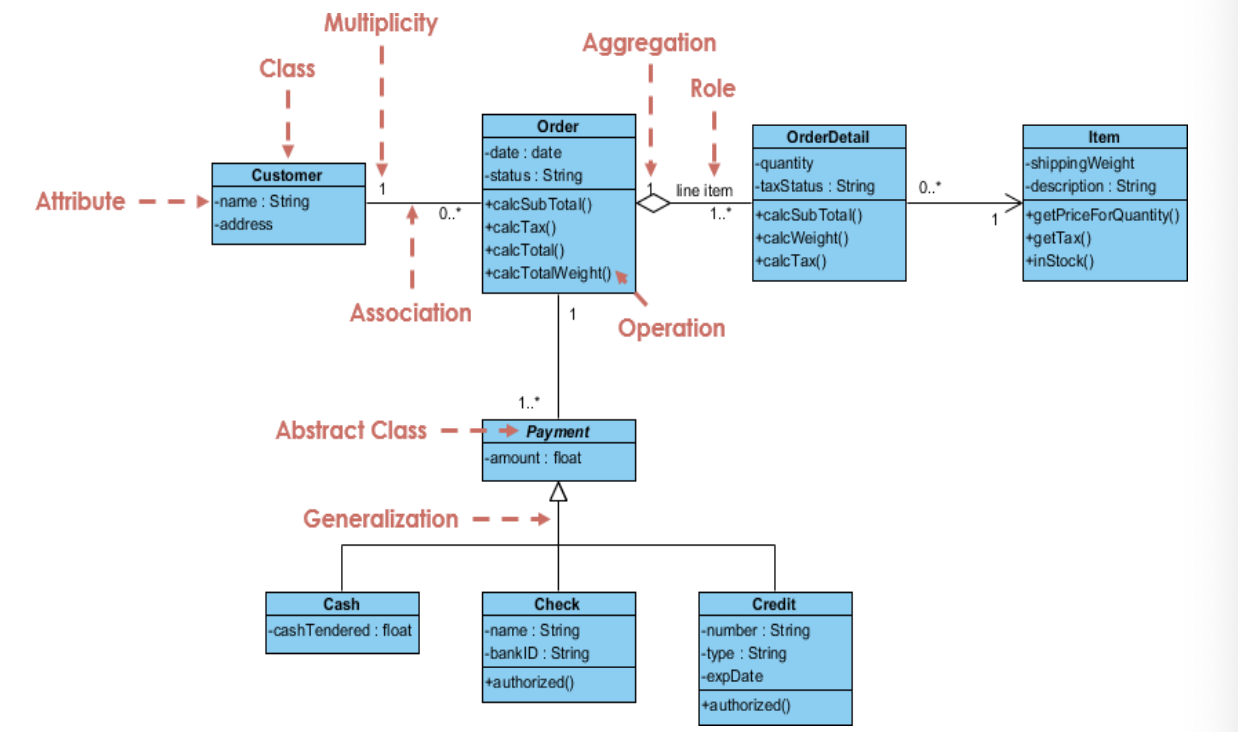 Multiplicity
Aggregation
Class
Role
Attribute
Customer
-name : String
-address
1
0..*
Association
Order
-date : date
-status : String
+calcSubTotal()
+calcTax()
+calcTotal()
+calcTotalWeight()
Operation
1
line item
1..*
OrderDetail
-quantity
-taxStatus : String
+calcSubTotal()
+calcWeight()
+calcTax()
0..*
1
Item
-shippingWeight
-description : String
+getPriceForQuantity()
+getTax()
+inStock()
1
1..*
Abstract Class
Payment
-amount : float
Generalization
Cash
-cashTendered : float
Check
-name : String
-bankID : String
+authorized()
Credit
-number : String
-type : String
-expDate
+authorized()